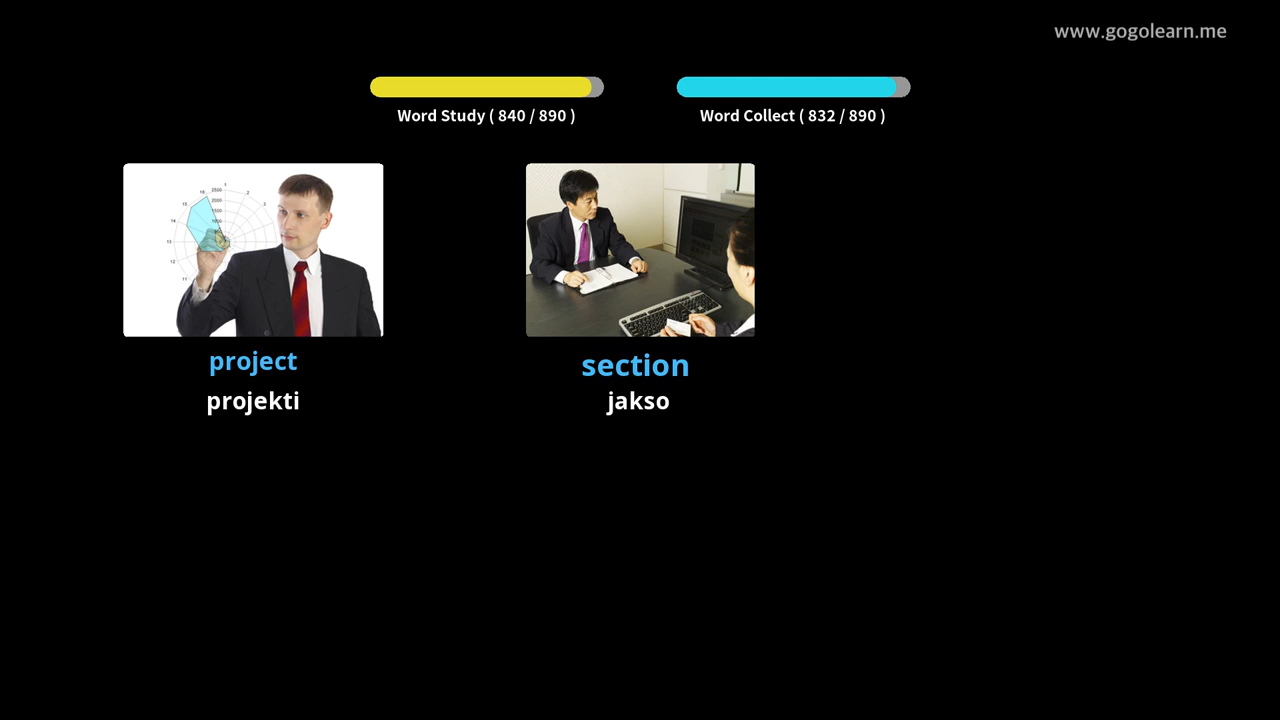 www.gogolearn.me
Word Study ( 840 / 890 )
Word Collect ( 832 / 890 )
project
projekti
section
jakso